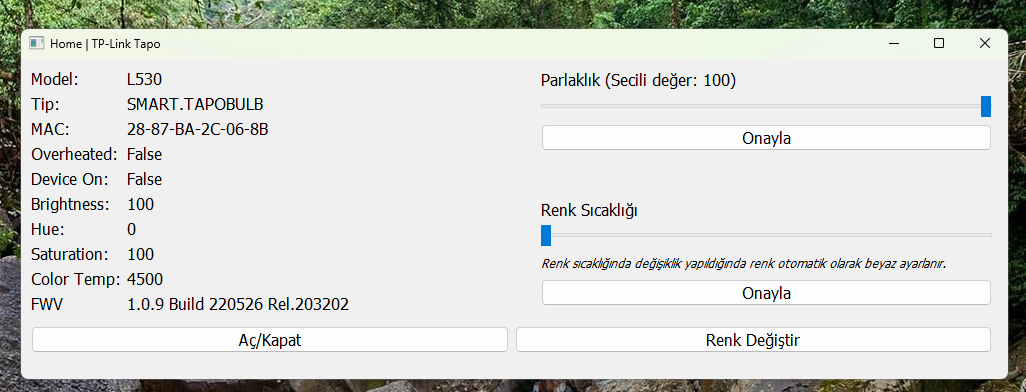 Home | TP-Link Tapo
Model: L530
Tip: SMART.TAPOBULB
MAC: 28-87-BA-2C-06-8B
Overheated: False
Device On: False
Brightness: 100
Hue: 0
Saturation: 100
Color Temp: 4500
FWV 1.0.9 Build 220526 Rel.203202
Aç/Kapat
Parlaklık (Secili değer: 100)
Onayla
Renk Sıcaklığı
Renk sıcaklığında değişiklik yapıldığında renk otomatik olarak beyaz ayarlanır.
Onayla
Renk Değiştir